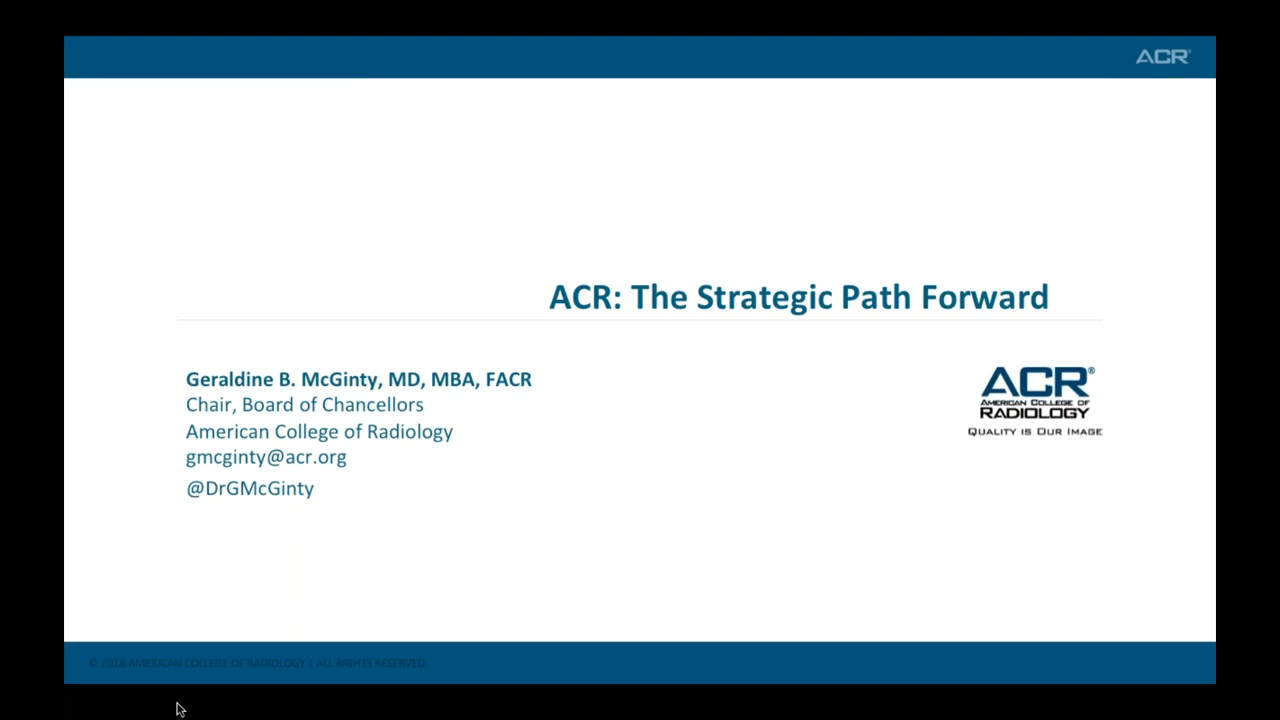 ACR®
ACR: The Strategic Path Forward
Geraldine B. McGinty, MD, MBA, FACR
Chair, Board of Chancellors
American College of Radiology
gmcginty@acr.org
@DrGMcGinty
ACR®
AMERICAN COLLEGE OF
RADIOLOGY
QUALITY IS OUR IMAGE
© 2018 AMERICAN COLLEGE OF RADIOLOGY | ALL RIGHTS RESERVED.